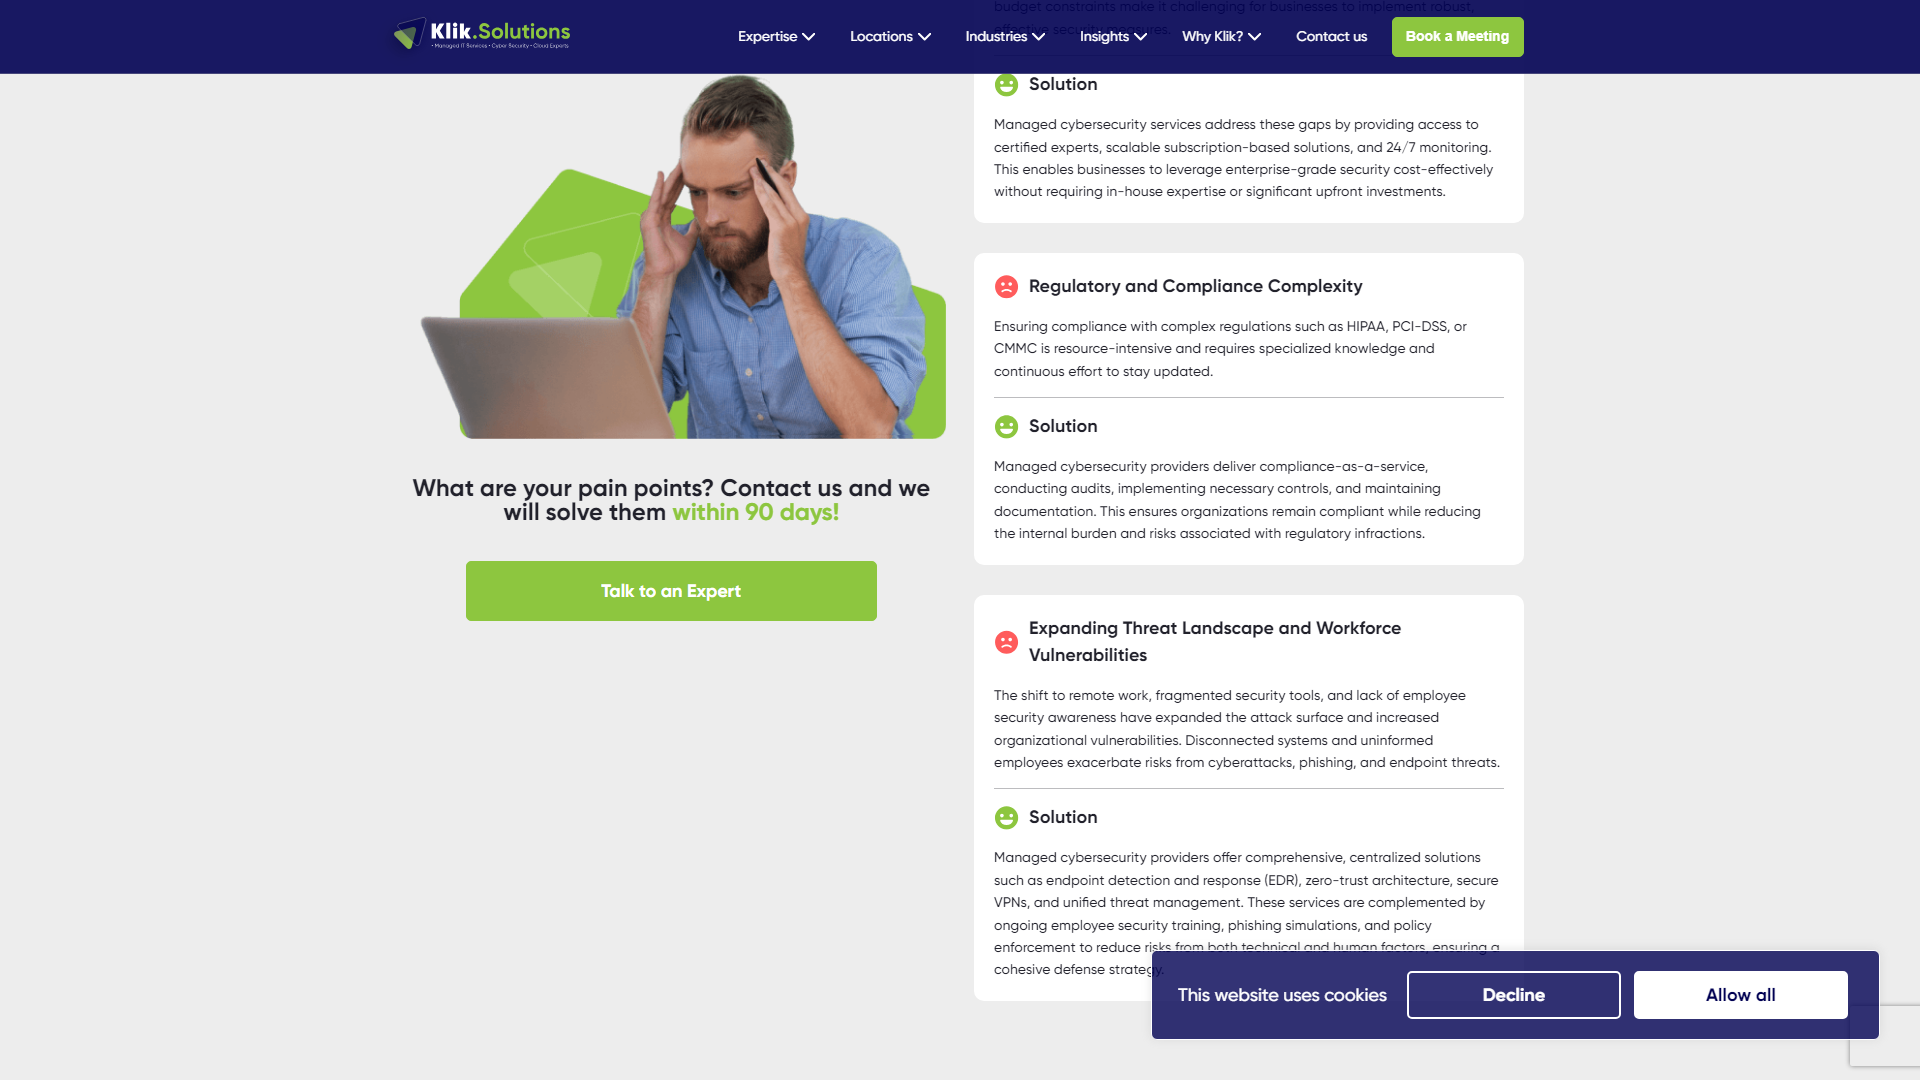 Klik.Solutions
• Managed IT Services • Cyber Security • Cloud Experts
Expertise
Locations
Industries
Insights
Why Klik?
Contact us
Book a Meeting
budget constraints make it challenging for businesses to implement robust,
effective security measures.
Solution
Managed cybersecurity services address these gaps by providing access to
certified experts, scalable subscription-based solutions, and 24/7 monitoring.
This enables businesses to leverage enterprise-grade security cost-effectively
without requiring in-house expertise or significant upfront investments.
Regulatory and Compliance Complexity
Ensuring compliance with complex regulations such as HIPAA, PCI-DSS, or
CMMC is resource-intensive and requires specialized knowledge and
continuous effort to stay updated.
Solution
Managed cybersecurity providers deliver compliance-as-a-service,
conducting audits, implementing necessary controls, and maintaining
documentation. This ensures organizations remain compliant while reducing
the internal burden and risks associated with regulatory infractions.
What are your pain points? Contact us and we
will solve them within 90 days!
Talk to an Expert
Expanding Threat Landscape and Workforce
Vulnerabilities
The shift to remote work, fragmented security tools, and lack of employee
security awareness have expanded the attack surface and increased
organizational vulnerabilities. Disconnected systems and uninformed
employees exacerbate risks from cyberattacks, phishing, and endpoint threats.
Solution
Managed cybersecurity providers offer comprehensive, centralized solutions
such as endpoint detection and response (EDR), zero-trust architecture, secure
VPNs, and unified threat management. These services are complemented by
ongoing employee security training, phishing simulations, and policy
enforcement to reduce risks from both technical and human factors, ensuring a
cohesive defense strategy.
This website uses cookies
Decline
Allow all